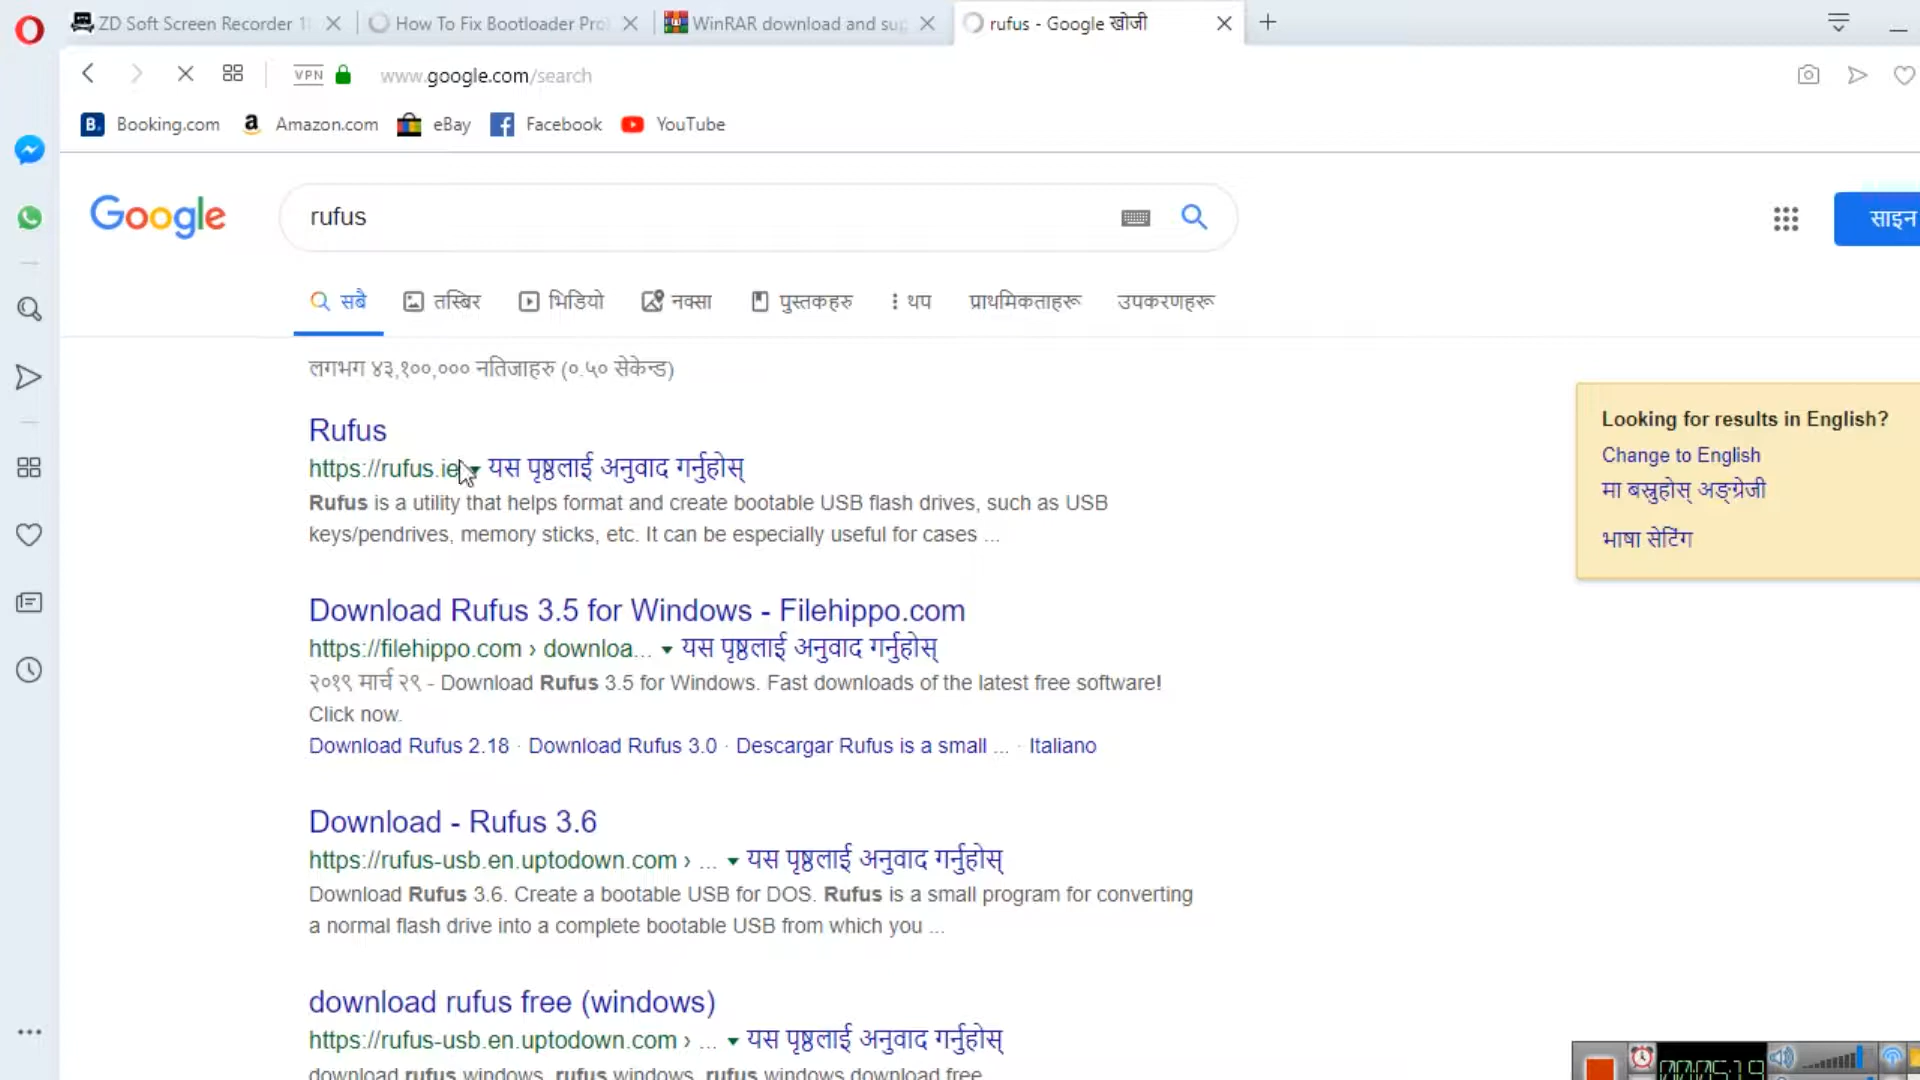 ZD Soft Screen Recorder
How To Fix Bootloader Pro
WinRAR download and sup
rufus - Google खोजी
VPN
www.google.com/search
Booking.com
Amazon.com
eBay
Facebook
YouTube
Google
rufus
साइन
सबै
तस्बिर
भिडियो
नक्सा
पुस्तकहरु
थप
प्राथमिकताहरू
उपकरणहरू
लगभग ४३,१००,००० नतिजाहरु (०.५० सेकेन्ड)
Rufus
https://rufus.ie यस पृष्ठलाई अनुवाद गर्नुहोस्
Rufus is a utility that helps format and create bootable USB flash drives, such as USB
keys/pendrives, memory sticks, etc. It can be especially useful for cases ...
Looking for results in English?
Change to English
मा बस्नुहोस् अङ्ग्रेजी
भाषा सेटिंग
Download Rufus 3.5 for Windows - Filehippo.com
https://filehippo.com › downloa... यस पृष्ठलाई अनुवाद गर्नुहोस्
२०१९ मार्च २९ - Download Rufus 3.5 for Windows. Fast downloads of the latest free software!
Click now.
Download Rufus 2.18 · Download Rufus 3.0 · Descargar Rufus is a small ... · Italiano
Download - Rufus 3.6
https://rufus-usb.en.uptodown.com › ... यस पृष्ठलाई अनुवाद गर्नुहोस्
Download Rufus 3.6. Create a bootable USB for DOS. Rufus is a small program for converting
a normal flash drive into a complete bootable USB from which you ...
download rufus free (windows)
https://rufus-usb.en.uptodown.com › ... यस पृष्ठलाई अनुवाद गर्नुहोस्
download rufus windows, rufus windows, rufus windows download free